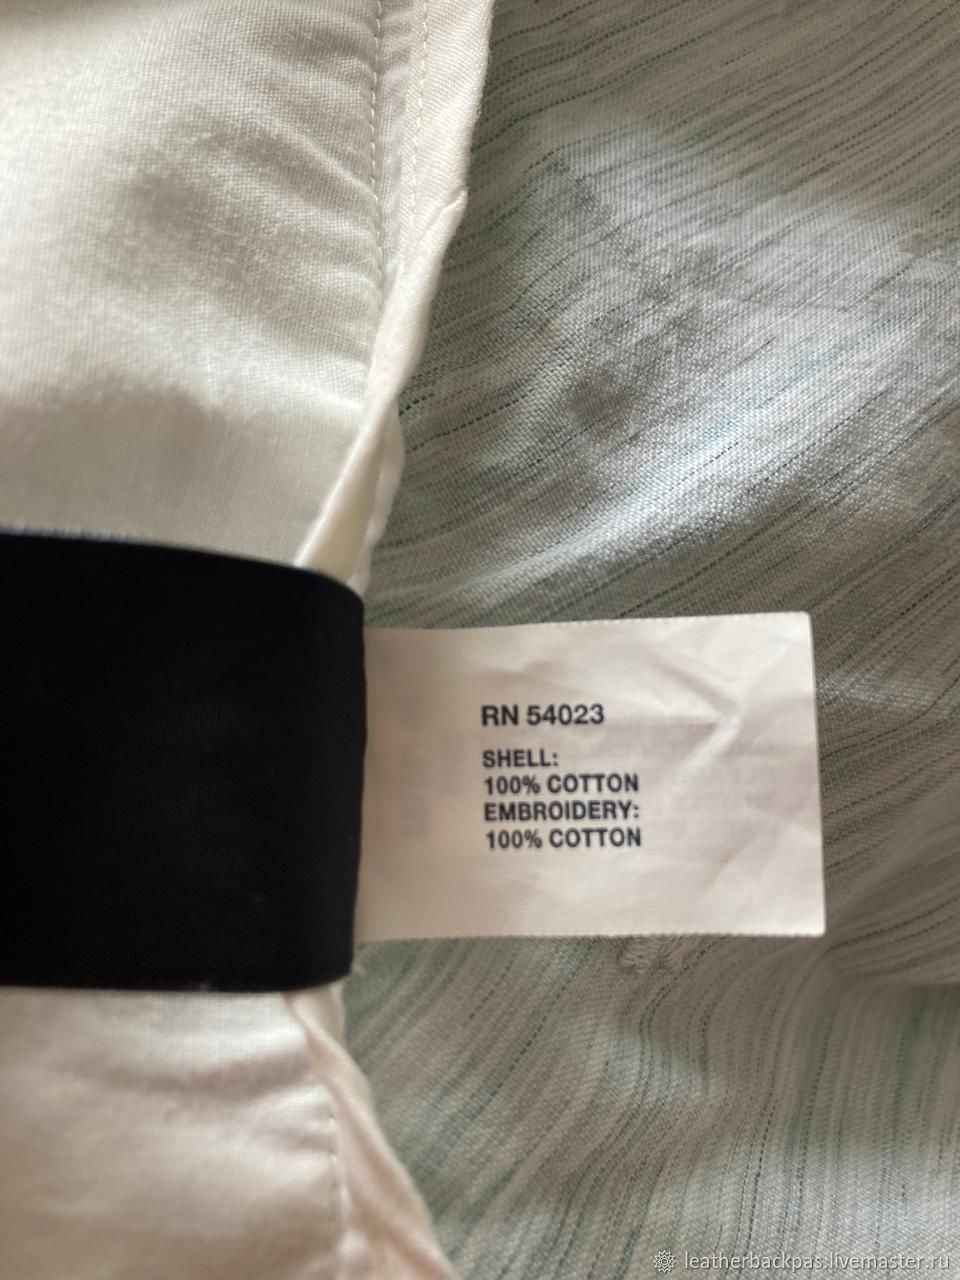 RN 54023
SHELL:
100% COTTON
EMBROIDERY:
100% COTTON
leatherbackpas.livemaster.ru